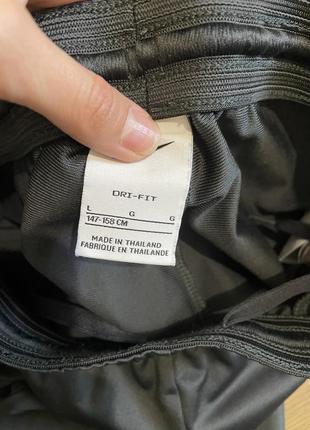 DRI-FIT
L G G
147-158 CM
MADE IN THAILAND
FABRIQUE EN THAILANDE